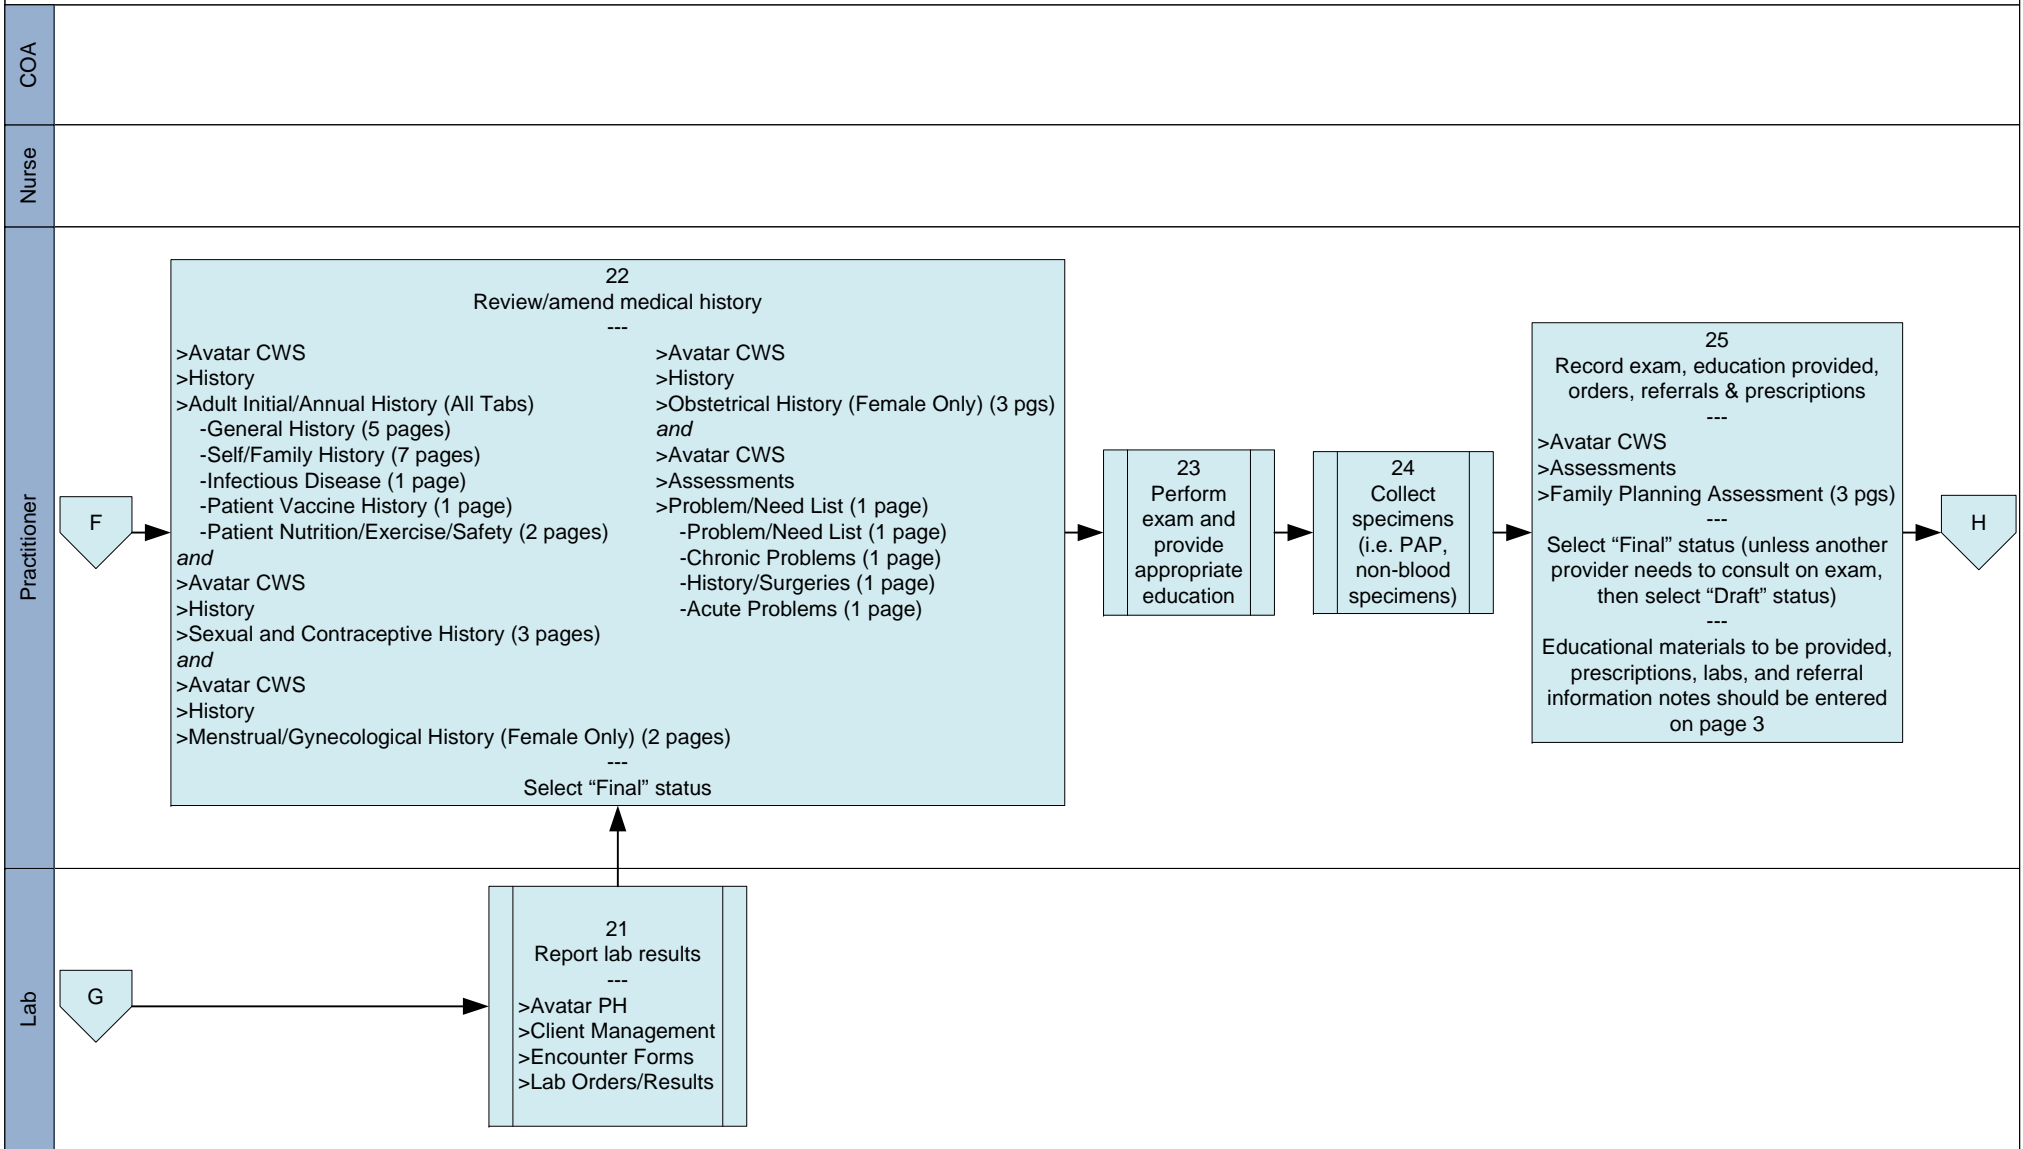 COA
Nurse
Practitioner
F
22
Review/amend medical history
---
>Avatar CWS
>History
>Adult Initial/Annual History (All Tabs)
-General History (5 pages)
-Self/Family History (7 pages)
-Infectious Disease (1 page)
-Patient Vaccine History (1 page)
-Patient Nutrition/Exercise/Safety (2 pages)
and
>Avatar CWS
>History
>Sexual and Contraceptive History (3 pages)
and
>Avatar CWS
>History
>Menstrual/Gynecological History (Female Only) (2 pages)
>Avatar CWS
>History
>Obstetrical History (Female Only) (3 pgs)
and
>Avatar CWS
>Assessments
>Problem/Need List (1 page)
-Problem/Need List (1 page)
-Chronic Problems (1 page)
-History/Surgeries (1 page)
-Acute Problems (1 page)
---
Select “Final” status
23
Perform
exam and
provide
appropriate
education
24
Collect
specimens
(i.e. PAP,
non-blood
specimens)
25
Record exam, education provided,
orders, referrals & prescriptions
---
>Avatar CWS
>Assessments
>Family Planning Assessment (3 pgs)
---
Select “Final” status (unless another
provider needs to consult on exam,
then select “Draft” status)
---
Educational materials to be provided,
prescriptions, labs, and referral
information notes should be entered
on page 3
H
Lab
G
21
Report lab results
---
>Avatar PH
>Client Management
>Encounter Forms
>Lab Orders/Results